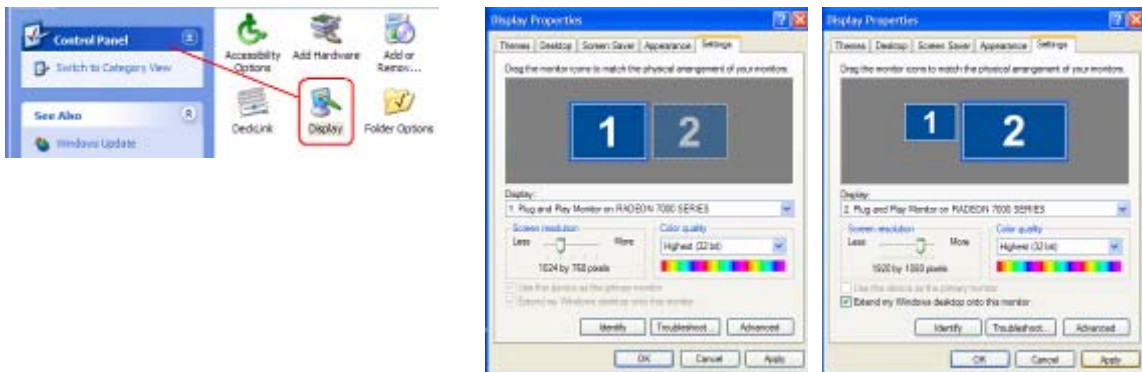 Control Panel
Switch to Category View
See Also
Windows Update
Accessibility Options
Add Hardware
Add or Remov...
DeckLink
Display
Folder Options
Display Properties
Themes Desktop Screen Saver Appearance Settings
Drag the monitor icons to match the physical arrangement of your monitors.
1 2
Display:
1. Plug and Play Monitor on RADEON 7000 SERIES
Screen resolution
Less More
1024 by 768 pixels
Color quality
Highest (32 bit)
Use this device as the primary monitor
Extend my Windows desktop onto this monitor
Identify Troubleshoot... Advanced
OK Cancel Apply
Display Properties
Themes Desktop Screen Saver Appearance Settings
Drag the monitor icons to match the physical arrangement of your monitors.
1 2
Display:
2. Plug and Play Monitor on RADEON 7000 SERIES
Screen resolution
Less More
1920 by 1080 pixels
Color quality
Highest (32 bit)
Use this device as the primary monitor
Extend my Windows desktop onto this monitor
Identify Troubleshoot... Advanced
OK Cancel Apply